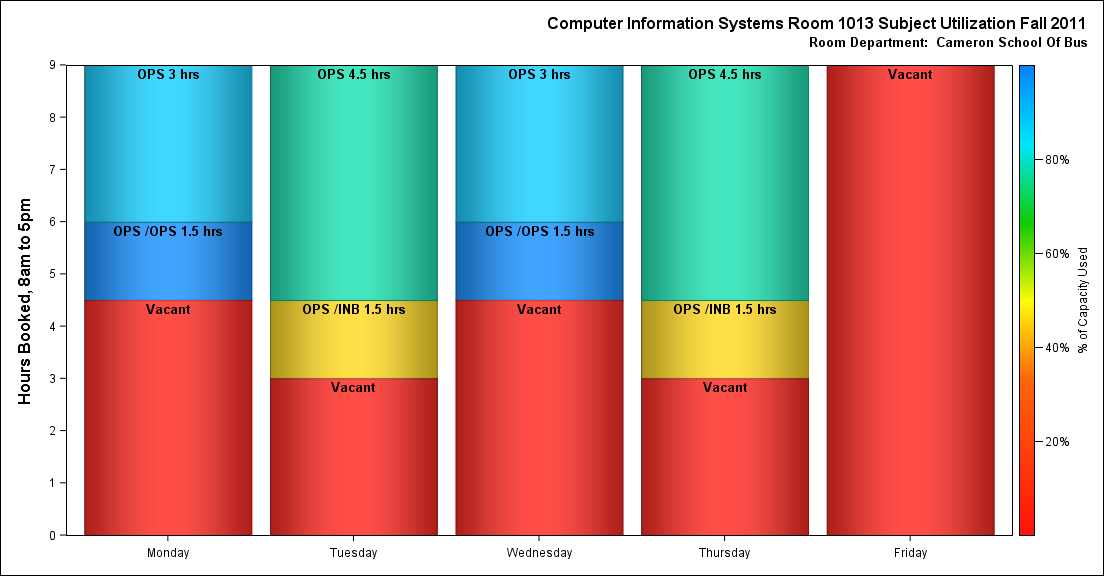 Computer Information Systems Room 1013 Subject Utilization Fall 2011
Room Department:  Cameron School Of Bus
Hours Booked, 8am to 5pm
9
8
7
6
5
4
3
2
1
0
OPS 3 hrs
OPS /OPS 1.5 hrs
Vacant
OPS 4.5 hrs
OPS /INB 1.5 hrs
Vacant
OPS 3 hrs
OPS /OPS 1.5 hrs
Vacant
OPS 4.5 hrs
OPS /INB 1.5 hrs
Vacant
Vacant
Monday
Tuesday
Wednesday
Thursday
Friday
80%
60%
40%
20%
% of Capacity Used